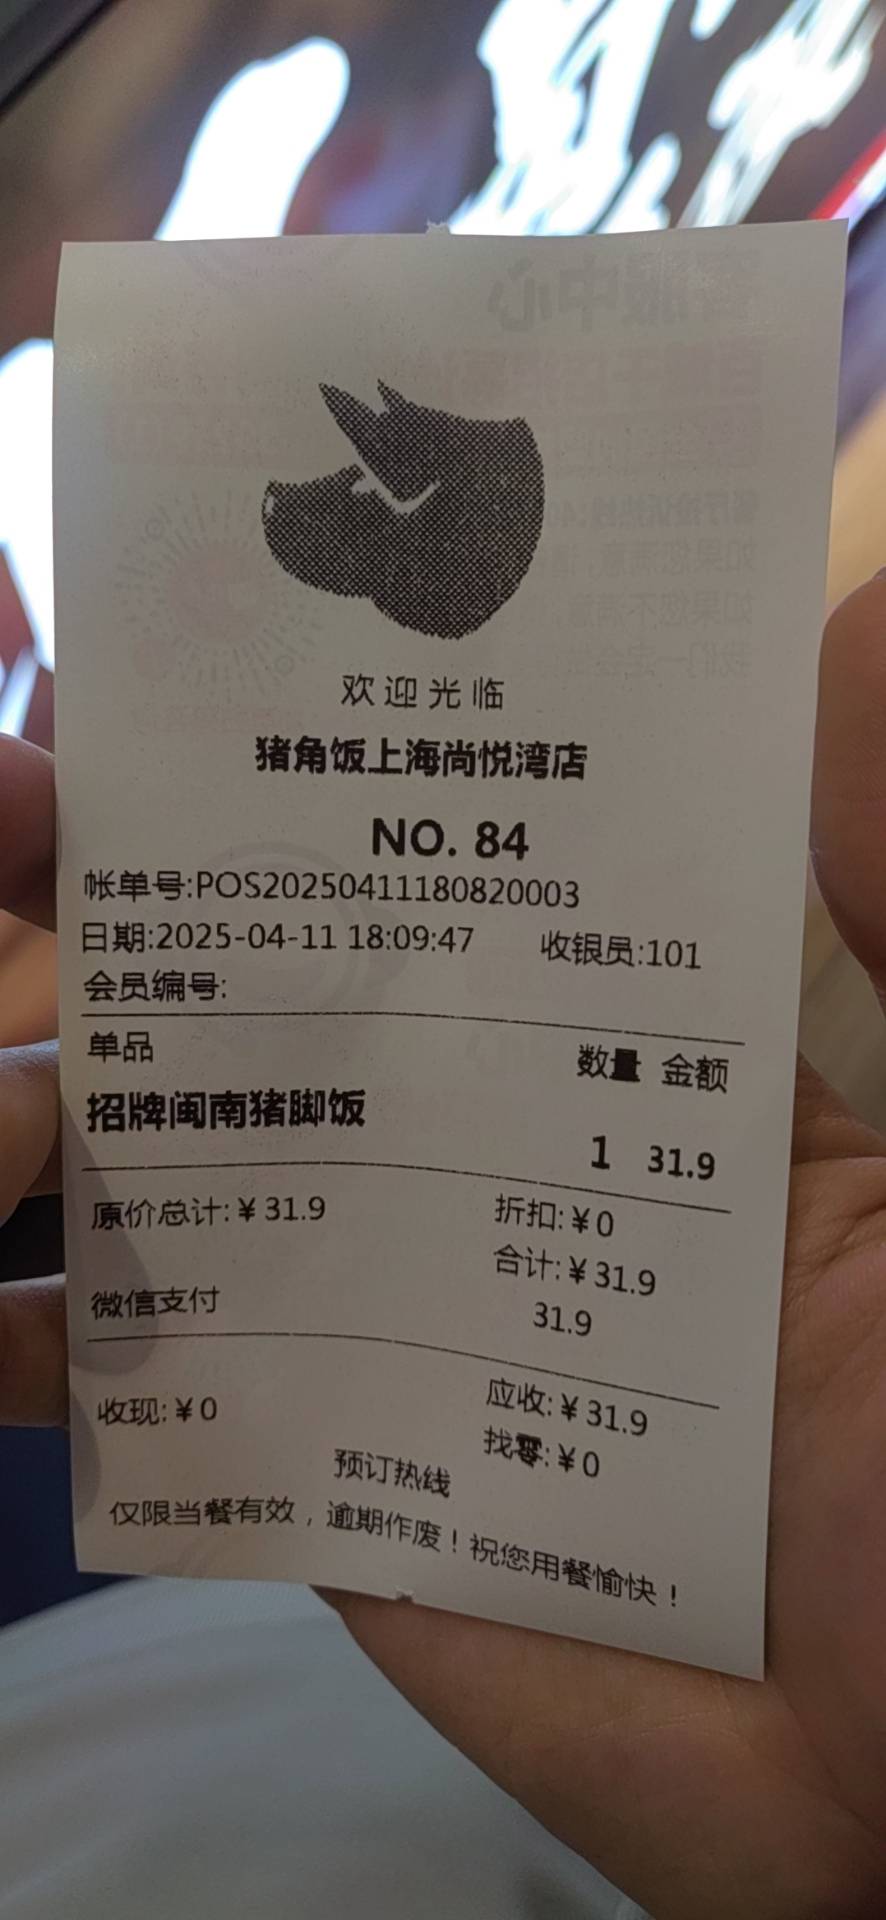 欢迎光临
猪角饭上海尚悦湾店
NO. 84
帐单号:POS20250411180820003
日期:2025-04-11 18:09:47 收银员:101
会员编号:
单品 数量 金额
招牌闽南猪脚饭
1 31.9
原价总计:¥31.9 折扣:¥0
合计:¥31.9
微信支付 31.9
收现:¥0 应收:¥31.9
找零:¥0
预订热线
仅限当餐有效，逾期作废！祝您用餐愉快！